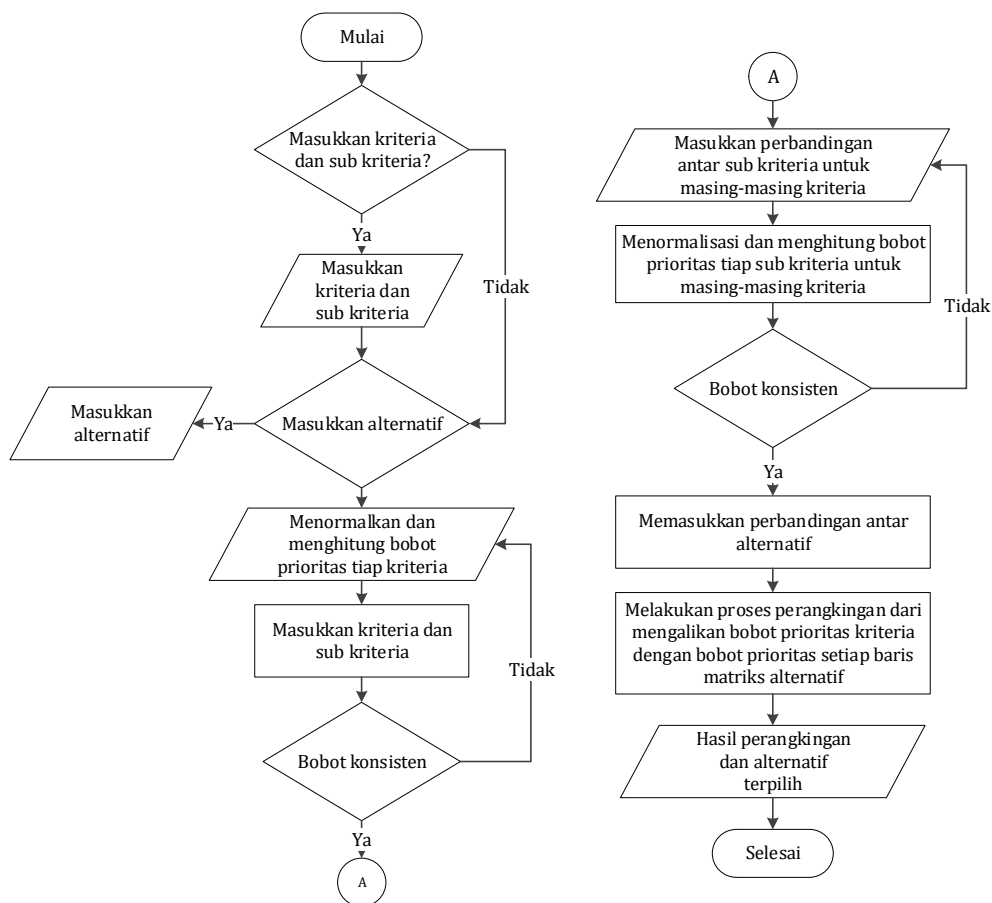 Mulai
Masukkan kriteria
dan sub kriteria?
Ya
Tidak
Masukkan
kriteria dan
sub kriteria
Masukkan alternatif
Ya
Masukkan
alternatif
Menormalkan dan
menghitung bobot
prioritas tiap kriteria
Masukkan kriteria dan
sub kriteria
Tidak
Bobot konsisten
Ya
A
A
Masukkan perbandingan
antar sub kriteria untuk
masing-masing kriteria
Menormalisasi dan menghitung bobot
prioritas tiap sub kriteria untuk
masing-masing kriteria
Tidak
Bobot konsisten
Ya
Memasukkan perbandingan antar
alternatif
Melakukan proses perangkingan dari
mengalikan bobot prioritas kriteria
dengan bobot prioritas setiap baris
matriks alternatif
Hasil perangkingan
dan alternatif
terpilih
Selesai